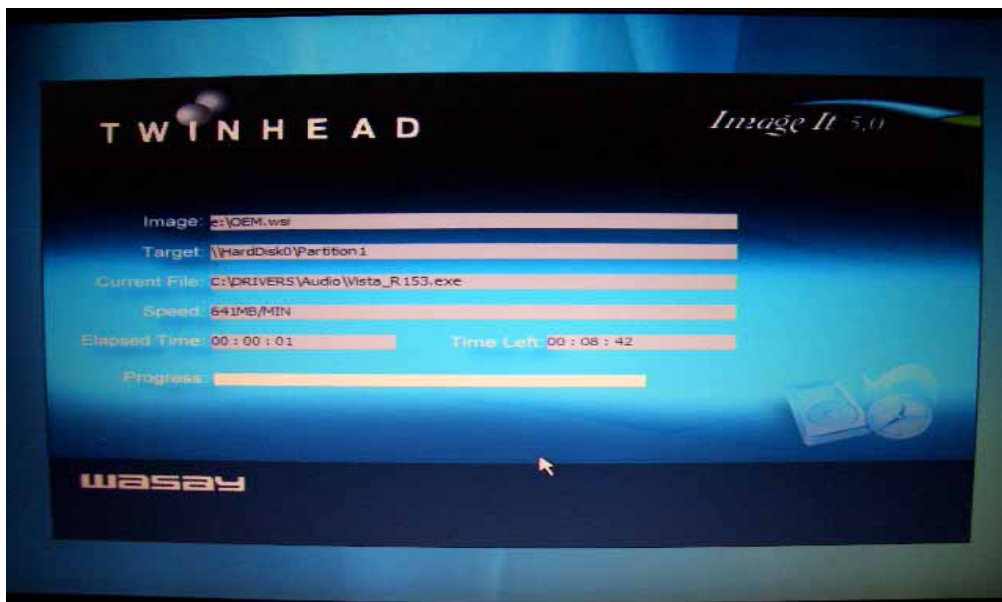 TWINHEAD
Image It 5.0
Image: e:\OEM.wsi
Target: \\HardDisk0\Partition1
Current File: C:\DRIVERS\Audio\Vista_R153.exe
Speed: 641MB/MIN
Elapsed Time: 00 : 00 : 01 Time Left: 00 : 08 : 42
Progress:
wasay